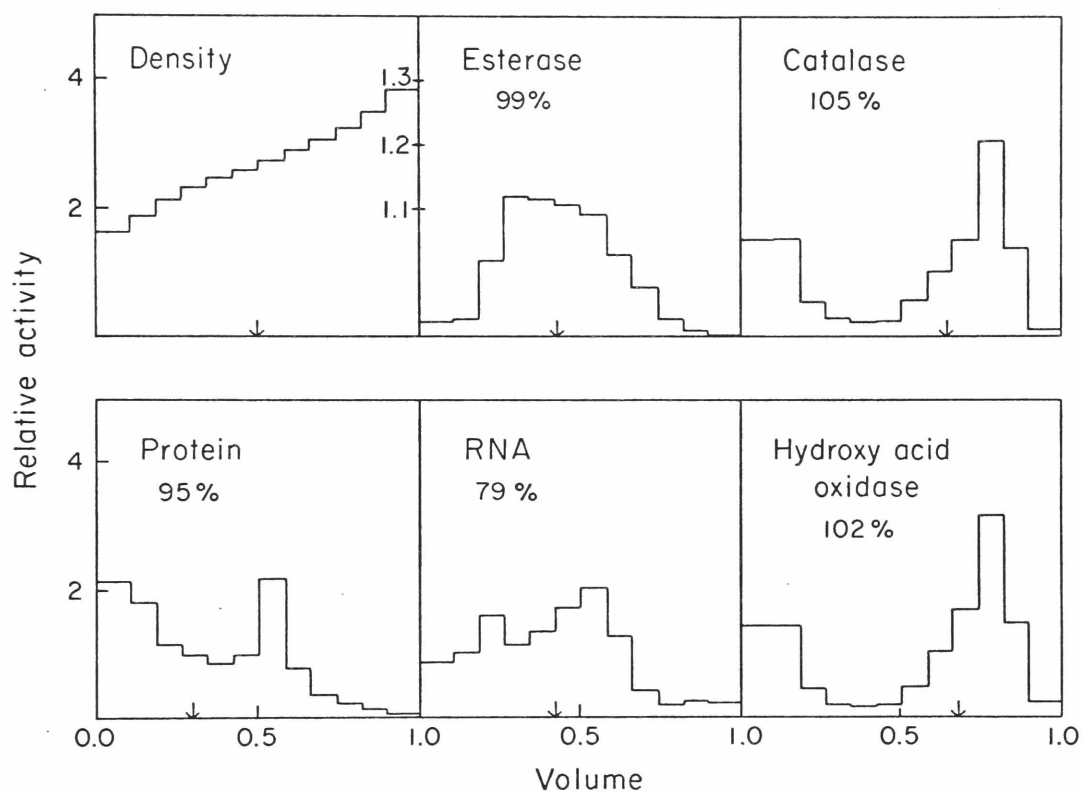 Density
Esterase
99%
Catalase
105%
4
2
1.3
1.2
1.1
Relative activity
Protein
95%
RNA
79%
Hydroxy acid
oxidase
102%
4
2
0.0
0.5
1.0
0.5
1.0
0.5
1.0
Volume